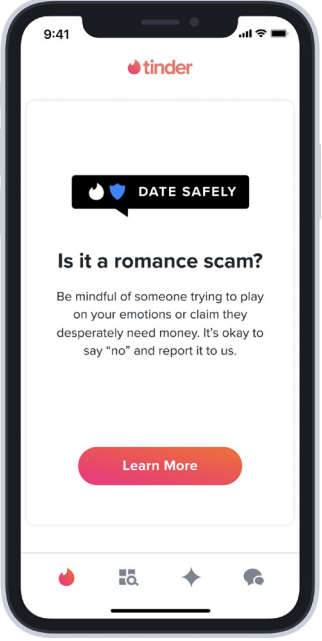 9:41
tinder
DATE SAFELY
Is it a romance scam?
Be mindful of someone trying to play
on your emotions or claim they
desperately need money. It’s okay to
say “no” and report it to us.
Learn More